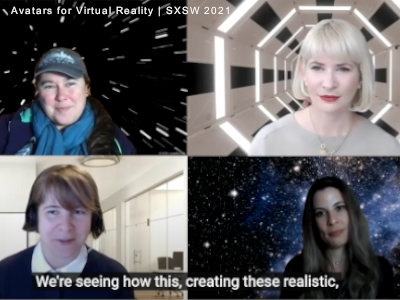 Avatars for Virtual Reality | SXSW 2021
We're seeing how this, creating these realistic,